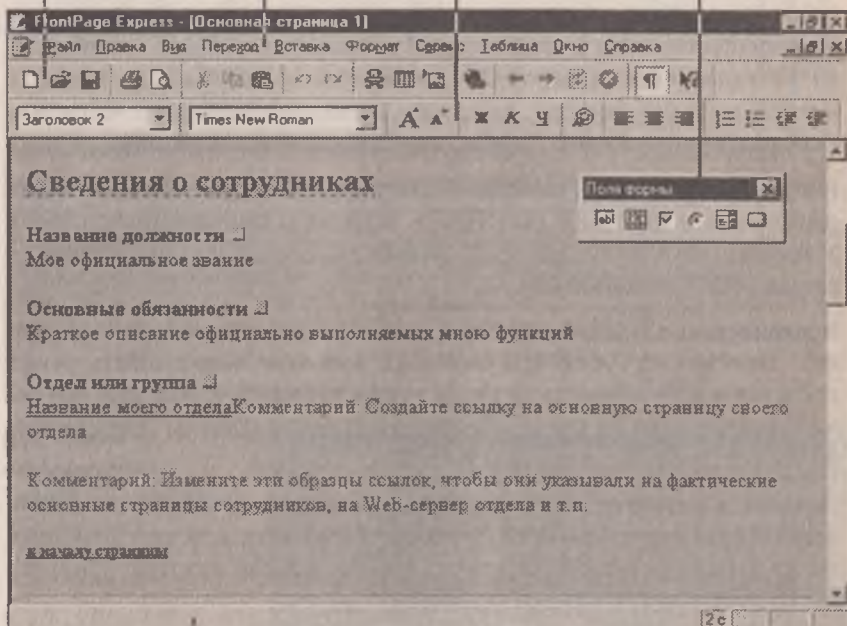 FrontPage Express - [Основная страница 1]
Файл Правка Вид Переход Вставка Формат Сервис Таблица Окно Справка
Заголовок 2 Times New Roman А А Ж К Ч
Сведения о сотрудниках
Поля формы
Название должности
Мое официальное звание
Основные обязанности
Краткое описание официально выполняемых мною функций
Отдел или группа
Название моего отделаКомментарий: Создайте ссылку на основную страницу своего
отдела
Комментарий: Измените эти образцы ссылок, чтобы они указывали на фактические
основные страницы сотрудников, на Web-сервер отдела и т.п.
к началу страницы
2 с